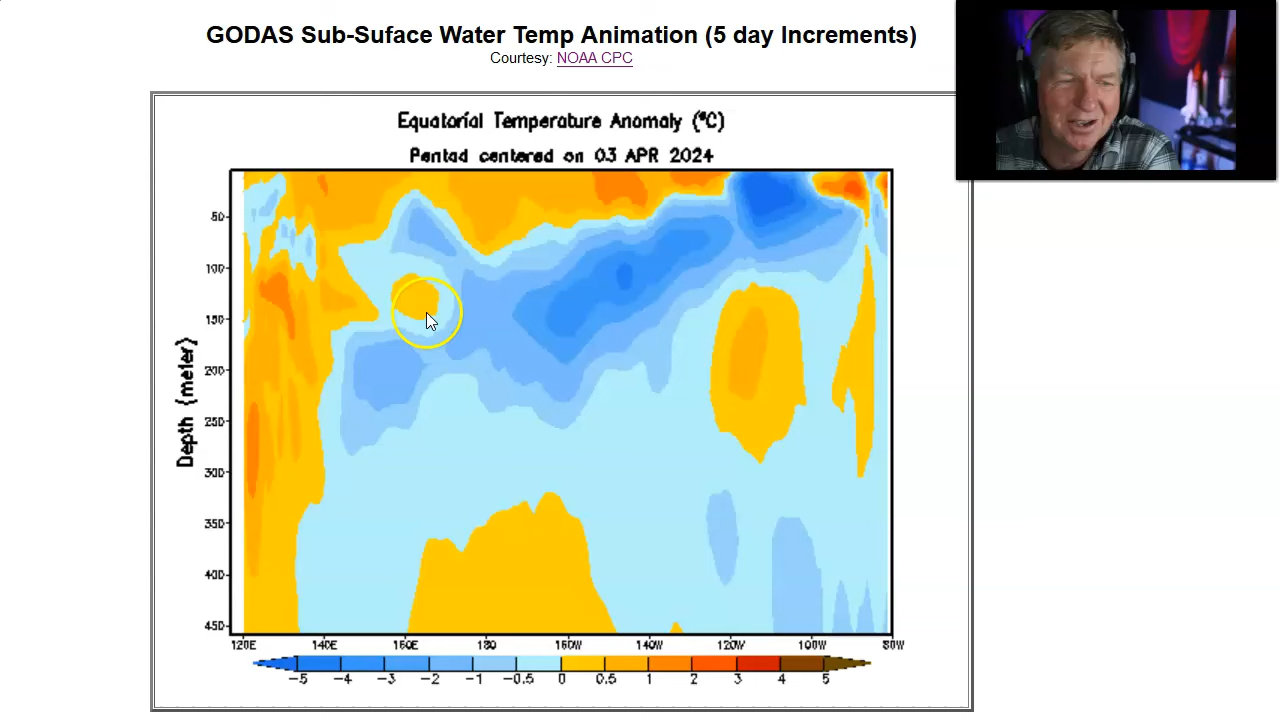 GODAS Sub-Suface Water Temp Animation (5 day Increments)
Courtesy: NOAA CPC
Equatorial Temperature Anomaly (°C)
Pentad centered on 03 APR 2024
Depth (meter)
50
100
150
200
250
300
350
400
450
120E 140E 160E 180 160W 140W 120W 100W 80W
-5 -4 -3 -2 -1 -0.5 0 0.5 1 2 3 4 5